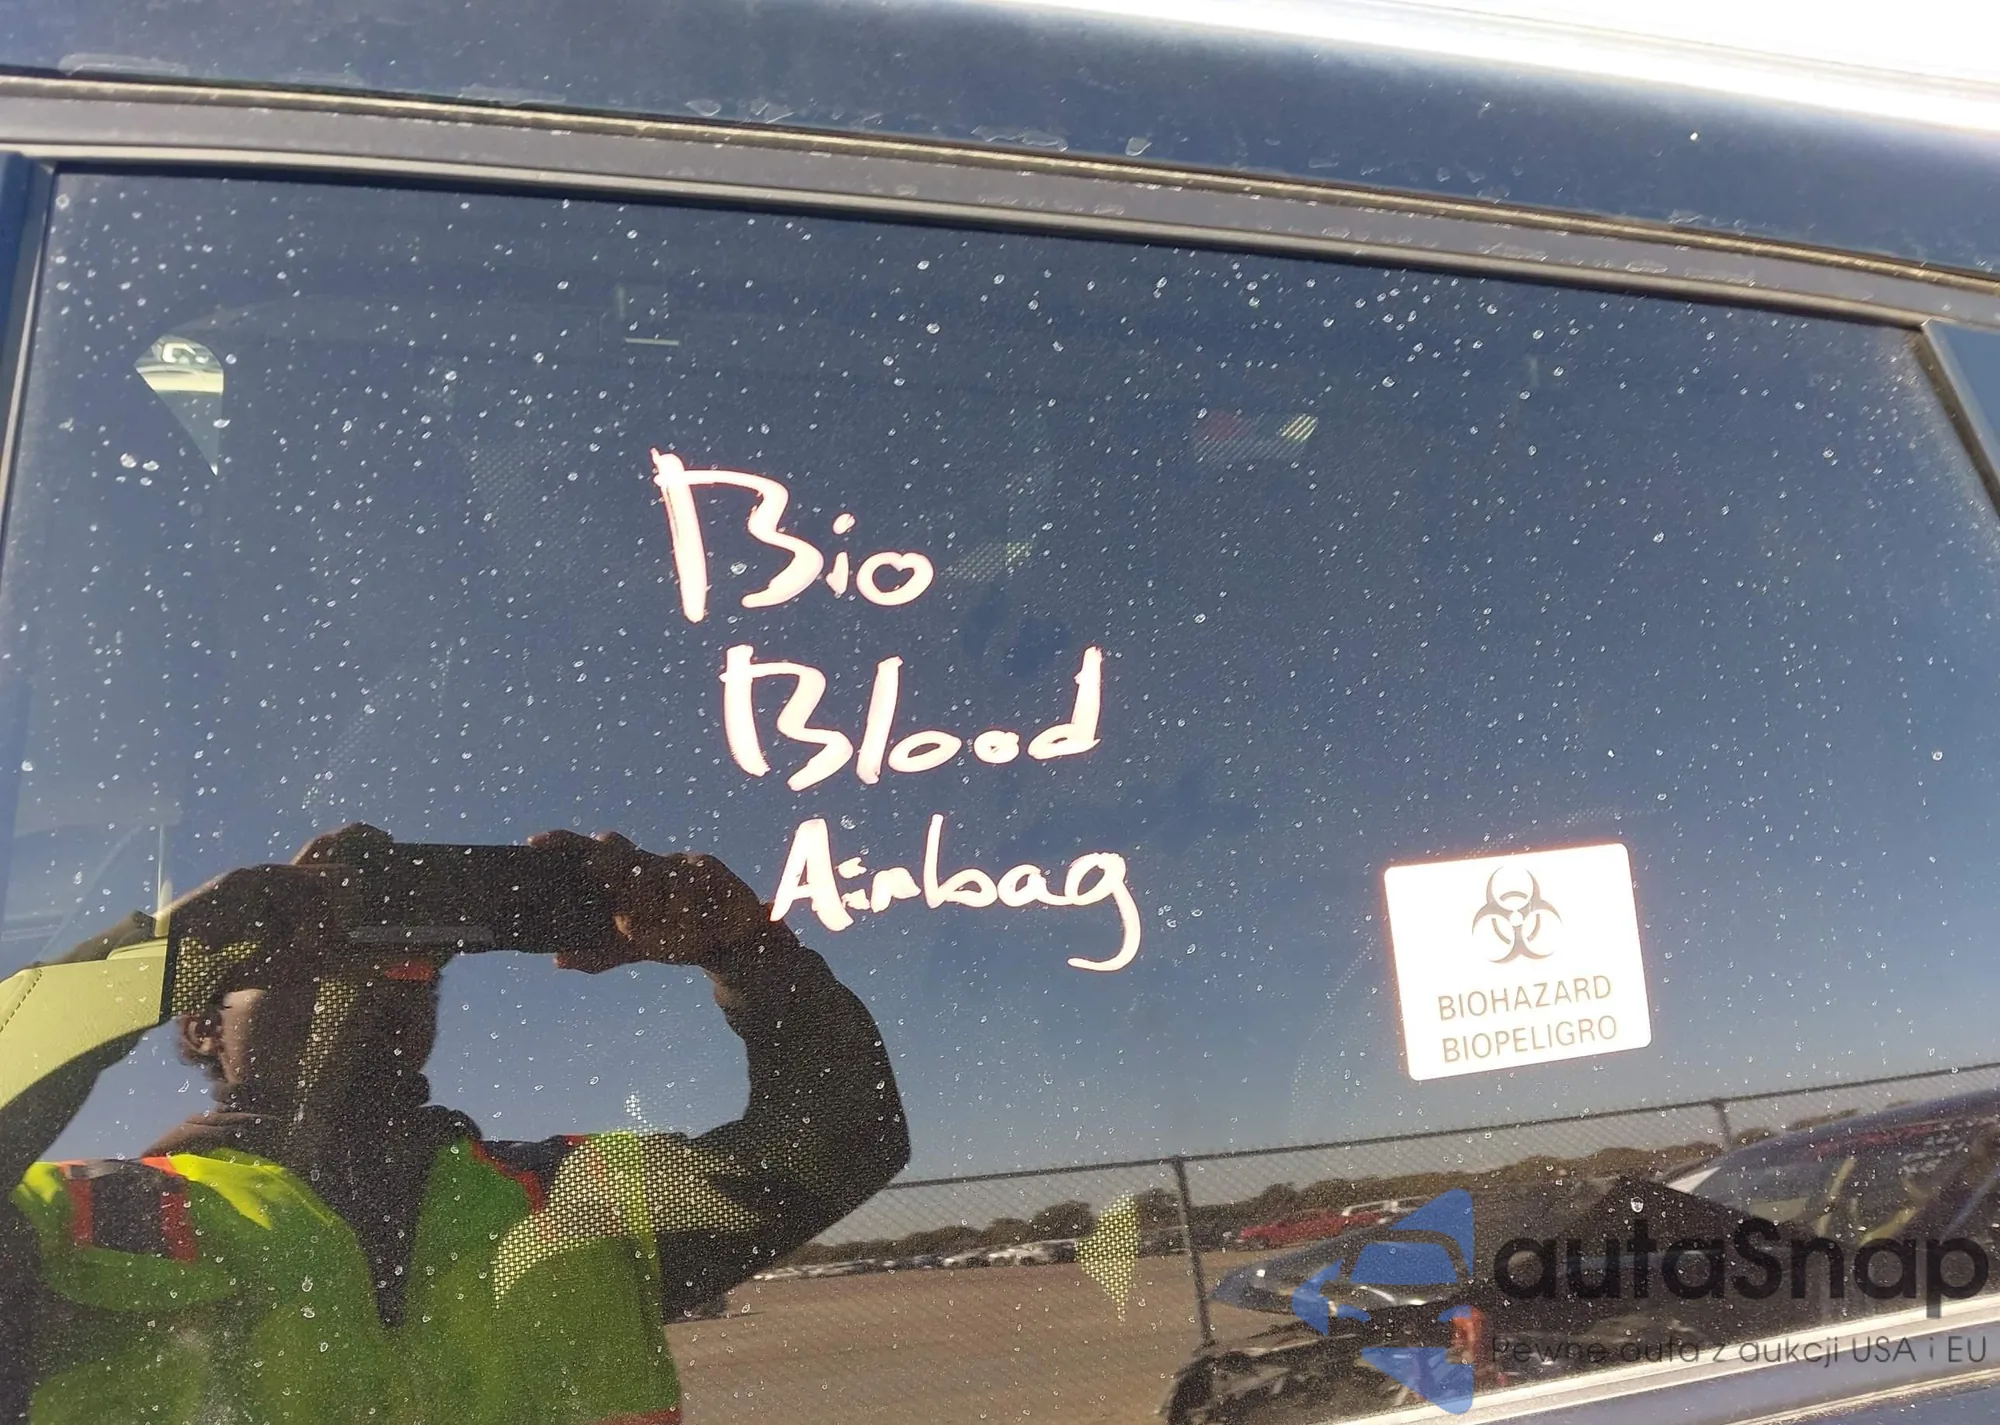 Bio
Blood
Airbag
BIOHAZARD
BIOPELIGRO
autaSnap
Pewne auta z aukcji USA i EU